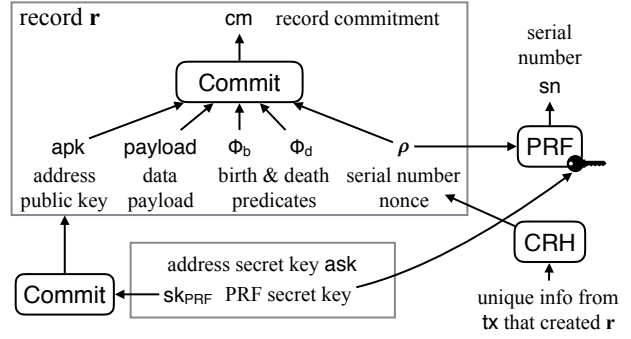 record r
cm record commitment
Commit
apk payload Φb Φd ρ
address data birth & death serial number
public key payload predicates nonce
serial
number
sn
PRF
CRH
unique info from
tx that created r
address secret key ask
skPRF PRF secret key
Commit